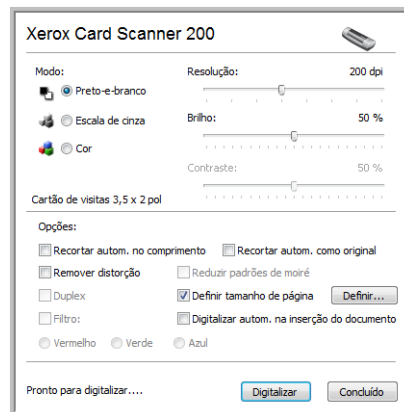 Xerox Card Scanner 200
Modo:
Preto-e-branco
Escala de cinza
Cor
Resolução: 200 dpi
Brilho: 50 %
Contraste: 50 %
Cartão de visitas 3,5 x 2 pol
Opções:
Recortar autom. no comprimento Recortar autom. como original
Remover distorção Reduzir padrões de moiré
Duplex Definir tamanho de página Definir...
Filtro: Digitalizar autom. na inserção do documento
Vermelho Verde Azul
Pronto para digitalizar.... Digitalizar Concluído